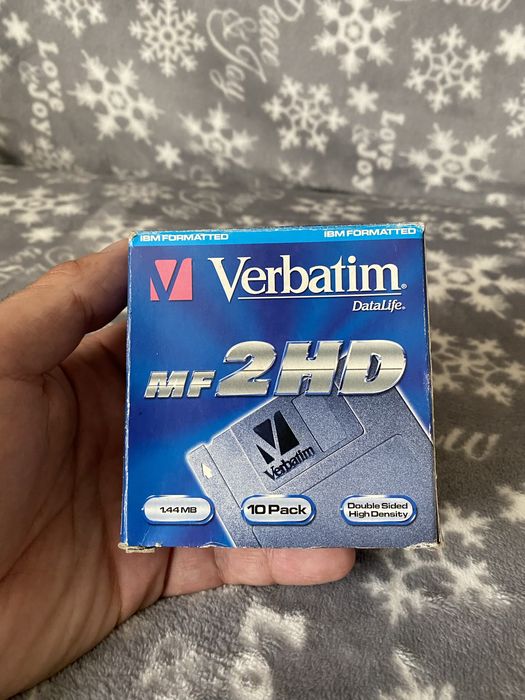 Peace
& Joy
Love
& Joy
Love
& Joy
IBM FORMATTED
IBM FORMATTED
Verbatim®
DataLife®
MF 2HD
Verbatim
1.44 MB
10 Pack
Double Sided
High Density